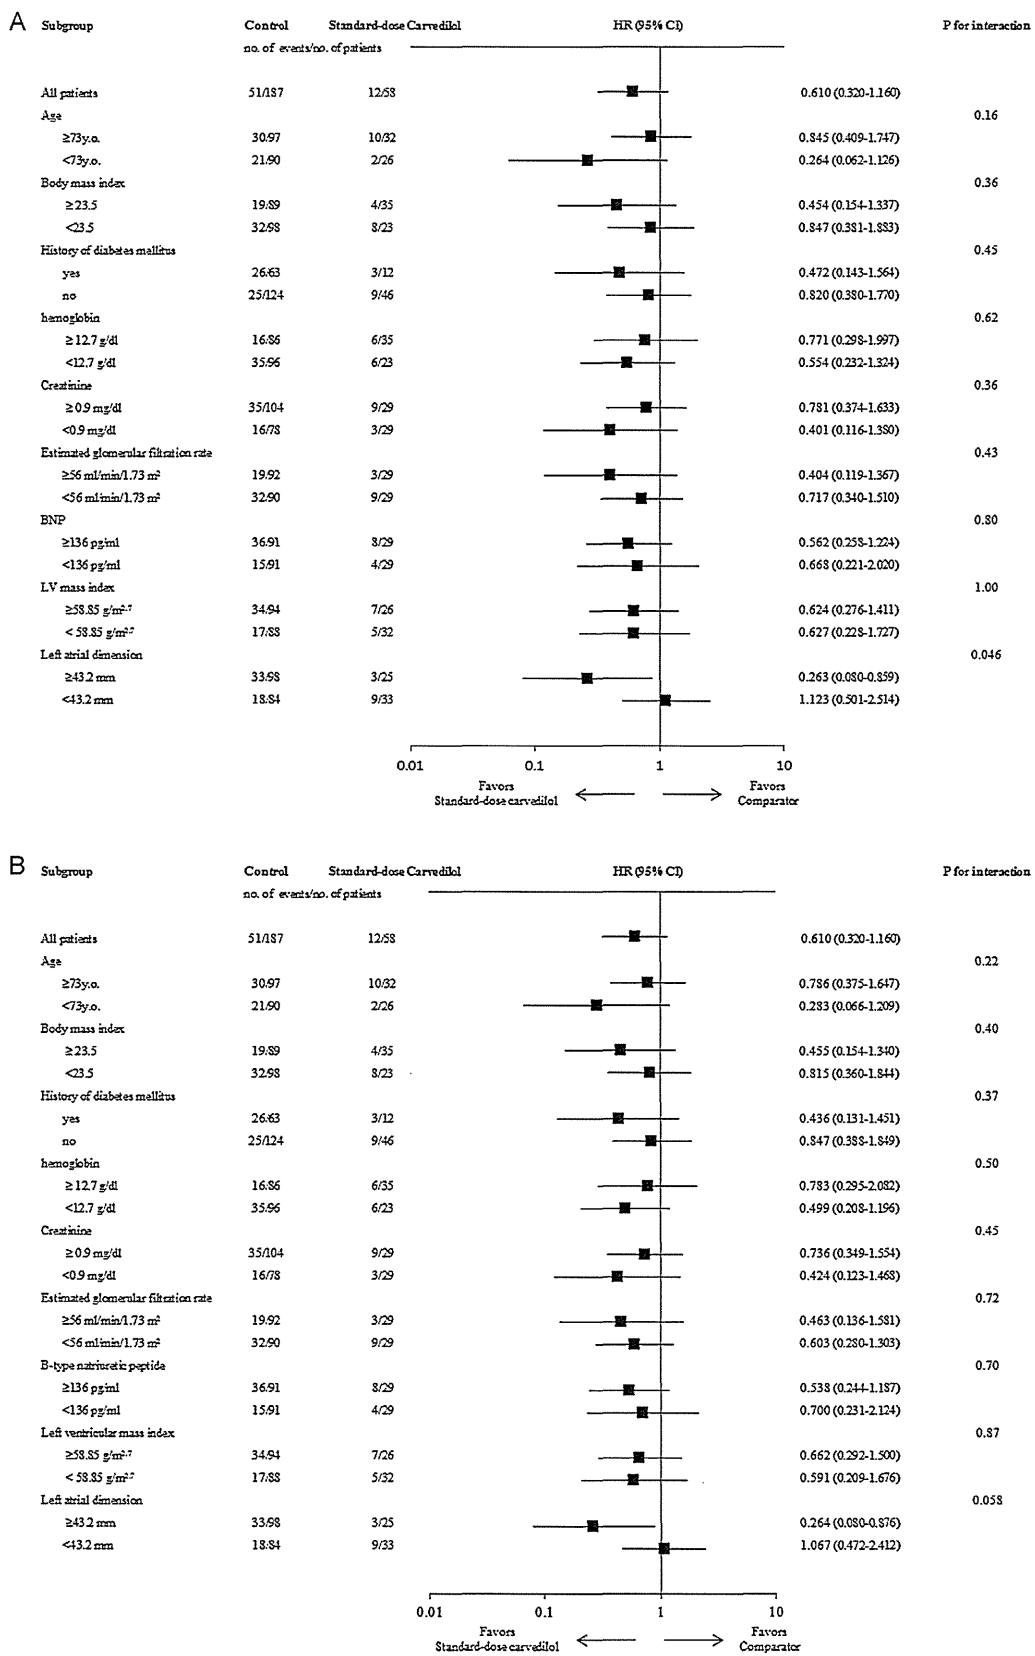 A
Subgroup Control Standard-dose Carvedilol HR (95% CI) P for interaction
no. of events/no. of patients
All patients 51/187 12/58 0.610 (0.320-1.160)
Age 0.16
≥73y.o. 30/97 10/32 0.845 (0.409-1.747)
<73y.o. 21/90 2/26 0.264 (0.062-1.126)
Body mass index 0.36
≥23.5 19/89 4/35 0.454 (0.154-1.337)
<23.5 32/98 8/23 0.847 (0.381-1.883)
History of diabetes mellitus 0.45
yes 26/63 3/12 0.472 (0.143-1.564)
no 25/124 9/46 0.820 (0.380-1.770)
hemoglobin 0.62
≥12.7 g/dl 16/86 6/35 0.771 (0.298-1.997)
<12.7 g/dl 35/96 6/23 0.554 (0.232-1.324)
Creatinine 0.36
≥0.9 mg/dl 35/104 9/29 0.781 (0.374-1.633)
<0.9 mg/dl 16/78 3/29 0.401 (0.116-1.380)
Estimated glomerular filtration rate 0.43
≥56 ml/min/1.73 m² 19/92 3/29 0.404 (0.119-1.367)
<56 ml/min/1.73 m² 32/90 9/29 0.717 (0.340-1.510)
BNP 0.80
≥136 pg/ml 36/91 8/29 0.562 (0.258-1.224)
<136 pg/ml 15/91 4/29 0.668 (0.221-2.020)
LV mass index 1.00
≥58.85 g/m²·⁷ 34/94 7/26 0.624 (0.276-1.411)
<58.85 g/m²·⁷ 17/88 5/32 0.627 (0.228-1.727)
Left atrial dimension 0.046
≥43.2 mm 33/98 3/25 0.263 (0.080-0.859)
<43.2 mm 18/84 9/33 1.123 (0.501-2.514)
0.01 0.1 1 10
Favors Favors
Standard-dose carvedilol Comparator
B
Subgroup Control Standard-dose Carvedilol HR (95% CI) P for interaction
no. of events/no. of patients
All patients 51/187 12/58 0.610 (0.320-1.160)
Age 0.22
≥73y.o. 30/97 10/32 0.786 (0.375-1.647)
<73y.o. 21/90 2/26 0.283 (0.066-1.209)
Body mass index 0.40
≥23.5 19/89 4/35 0.455 (0.154-1.340)
<23.5 32/98 8/23 0.815 (0.360-1.844)
History of diabetes mellitus 0.37
yes 26/63 3/12 0.436 (0.131-1.451)
no 25/124 9/46 0.847 (0.388-1.849)
hemoglobin 0.50
≥12.7 g/dl 16/86 6/35 0.783 (0.295-2.082)
<12.7 g/dl 35/96 6/23 0.499 (0.208-1.196)
Creatinine 0.45
≥0.9 mg/dl 35/104 9/29 0.736 (0.349-1.554)
<0.9 mg/dl 16/78 3/29 0.424 (0.123-1.468)
Estimated glomerular filtration rate 0.72
≥56 ml/min/1.73 m² 19/92 3/29 0.463 (0.136-1.581)
<56 ml/min/1.73 m² 32/90 9/29 0.603 (0.280-1.303)
B-type natriuretic peptide 0.70
≥136 pg/ml 36/91 8/29 0.538 (0.244-1.187)
<136 pg/ml 15/91 4/29 0.700 (0.231-2.124)
Left ventricular mass index 0.87
≥58.85 g/m²·⁷ 34/94 7/26 0.662 (0.292-1.500)
<58.85 g/m²·⁷ 17/88 5/32 0.591 (0.209-1.676)
Left atrial dimension 0.058
≥43.2 mm 33/98 3/25 0.264 (0.080-0.876)
<43.2 mm 18/84 9/33 1.067 (0.472-2.412)
0.01 0.1 1 10
Favors Favors
Standard-dose carvedilol Comparator